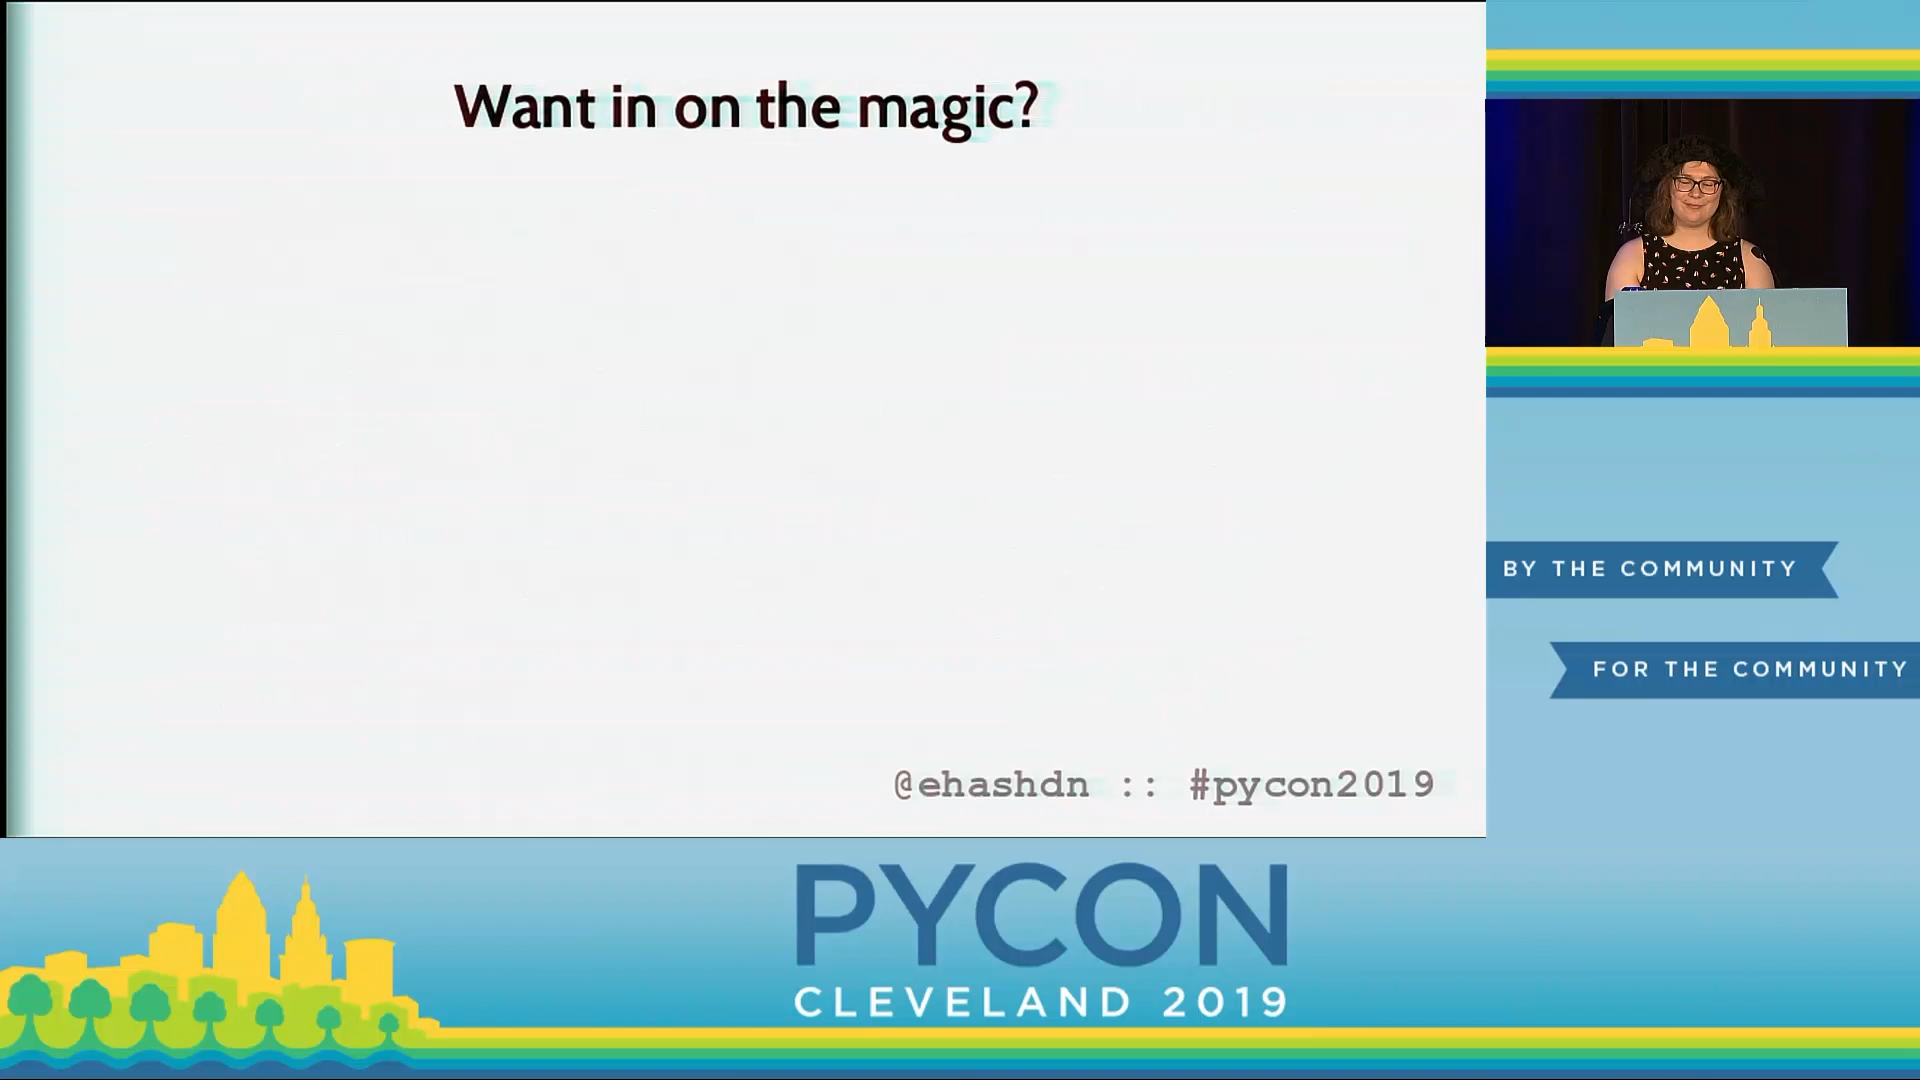 Want in on the magic?
@ehashdn :: #pycon2019
BY THE COMMUNITY
FOR THE COMMUNITY
PYCON
CLEVELAND 2019